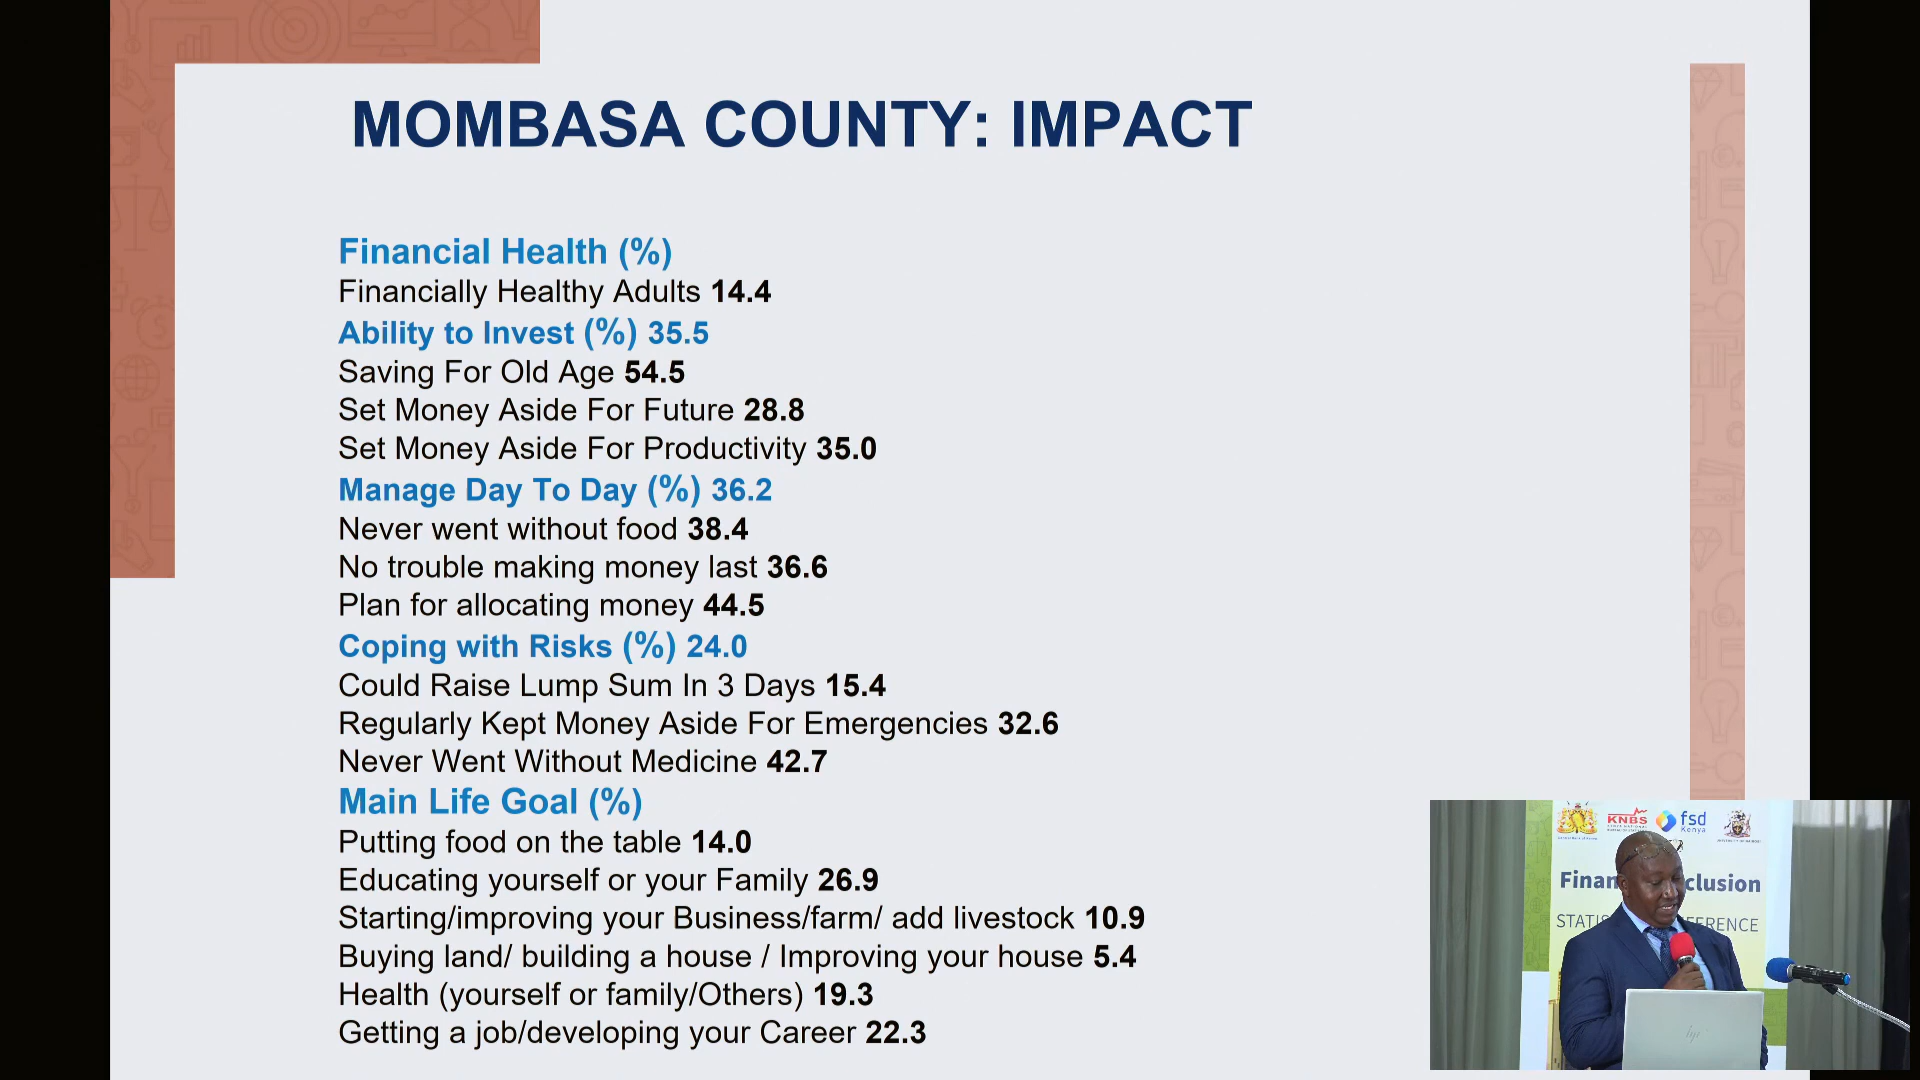 MOMBASA COUNTY: IMPACT
Financial Health (%)
Financially Healthy Adults 14.4
Ability to Invest (%) 35.5
Saving For Old Age 54.5
Set Money Aside For Future 28.8
Set Money Aside For Productivity 35.0
Manage Day To Day (%) 36.2
Never went without food 38.4
No trouble making money last 36.6
Plan for allocating money 44.5
Coping with Risks (%) 24.0
Could Raise Lump Sum In 3 Days 15.4
Regularly Kept Money Aside For Emergencies 32.6
Never Went Without Medicine 42.7
Main Life Goal (%)
Putting food on the table 14.0
Educating yourself or your Family 26.9
Starting/improving your Business/farm/ add livestock 10.9
Buying land/ building a house / Improving your house 5.4
Health (yourself or family/Others) 19.3
Getting a job/developing your Career 22.3
KNBS
fsd
Kenya
hp